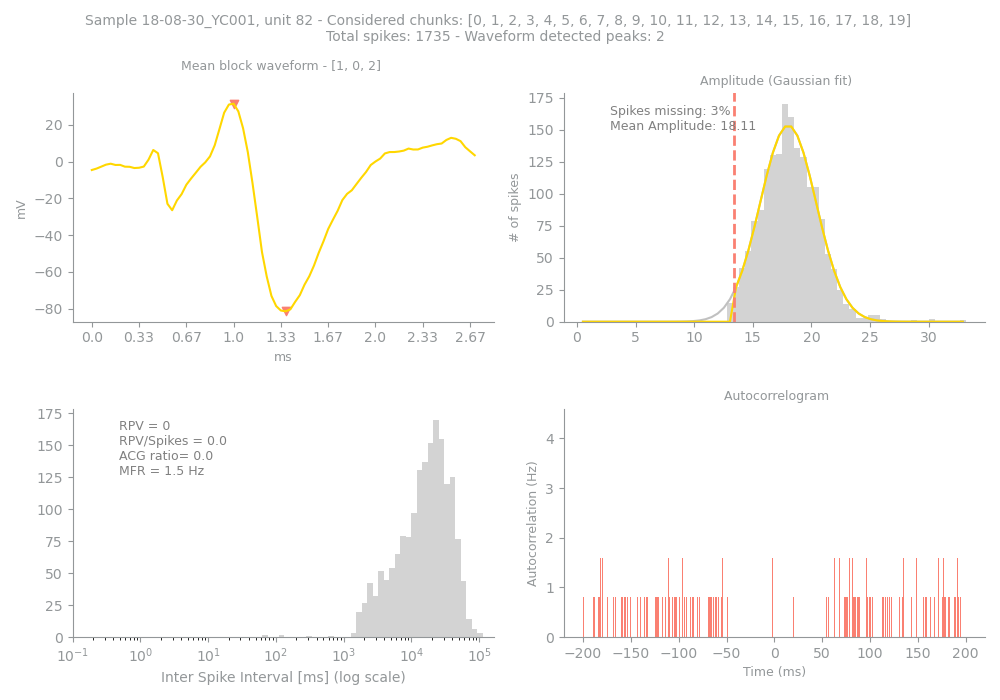 Sample 18-08-30_YC001, unit 82 - Considered chunks: [0, 1, 2, 3, 4, 5, 6, 7, 8, 9, 10, 11, 12, 13, 14, 15, 16, 17, 18, 19]
Total spikes: 1735 - Waveform detected peaks: 2
Mean block waveform - [1, 0, 2]
mV
20
0
−20
−40
−60
−80
0.0 0.33 0.67 1.0 1.33 1.67 2.0 2.33 2.67
ms
Amplitude (Gaussian fit)
Spikes missing: 3%
Mean Amplitude: 18.11
# of spikes
175
150
125
100
75
50
25
0
0 5 10 15 20 25 30
RPV = 0
RPV/Spikes = 0.0
ACG ratio= 0.0
MFR = 1.5 Hz
175
150
125
100
75
50
25
0
10⁻¹ 10⁰ 10¹ 10² 10³ 10⁴ 10⁵
Inter Spike Interval [ms] (log scale)
Autocorrelogram
Autocorrelation (Hz)
4
3
2
1
0
−200 −150 −100 −50 0 50 100 150 200
Time (ms)